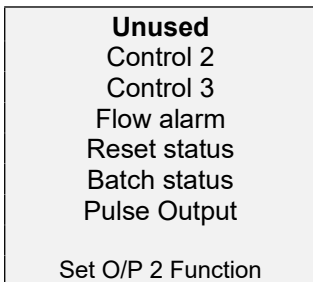 Unused
Control 2
Control 3
Flow alarm
Reset status
Batch status
Pulse Output
Set O/P 2 Function